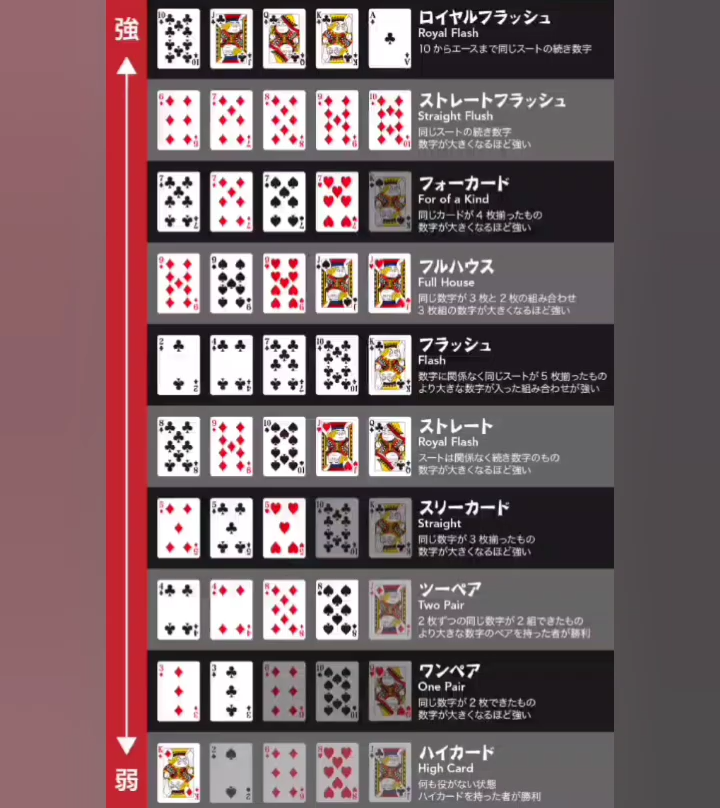 強
ロイヤルフラッシュ
Royal Flash
10 からエースまで同じスートの続き数字
ストレートフラッシュ
Straight Flush
同じスートの続き数字
数字が大きくなるほど強い
フォーカード
For of a Kind
同じカードが 4 枚揃ったもの
数字が大きくなるほど強い
フルハウス
Full House
同じ数字が 3 枚と 2 枚の組み合わせ
3 枚組の数字が大きくなるほど強い
フラッシュ
Flash
数字に関係なく同じスートが 5 枚揃ったもの
より大きな数字が入った組み合わせが強い
ストレート
Royal Flash
スートは関係なく続き数字のもの
数字が大きくなるほど強い
スリーカード
Straight
同じ数字が 3 枚揃ったもの
数字が大きくなるほど強い
ツーペア
Two Pair
2 枚ずつの同じ数字が 2 組できたもの
より大きな数字のペアを持った者が勝利
ワンペア
One Pair
同じ数字が 2 枚できたもの
数字が大きくなるほど強い
弱
ハイカード
High Card
何も役がない状態
ハイカードを持った者が勝利